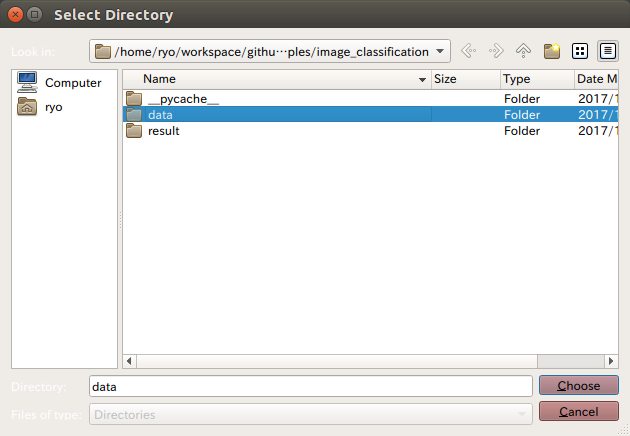 Select Directory
Look in: /home/ryo/workspace/githu⋯ples/image_classification
Computer
ryo
Name Size Type Date M
__pycache__ Folder 2017/1
data Folder 2017/1
result Folder 2017/1
Directory: data Choose
Files of type: Directories Cancel